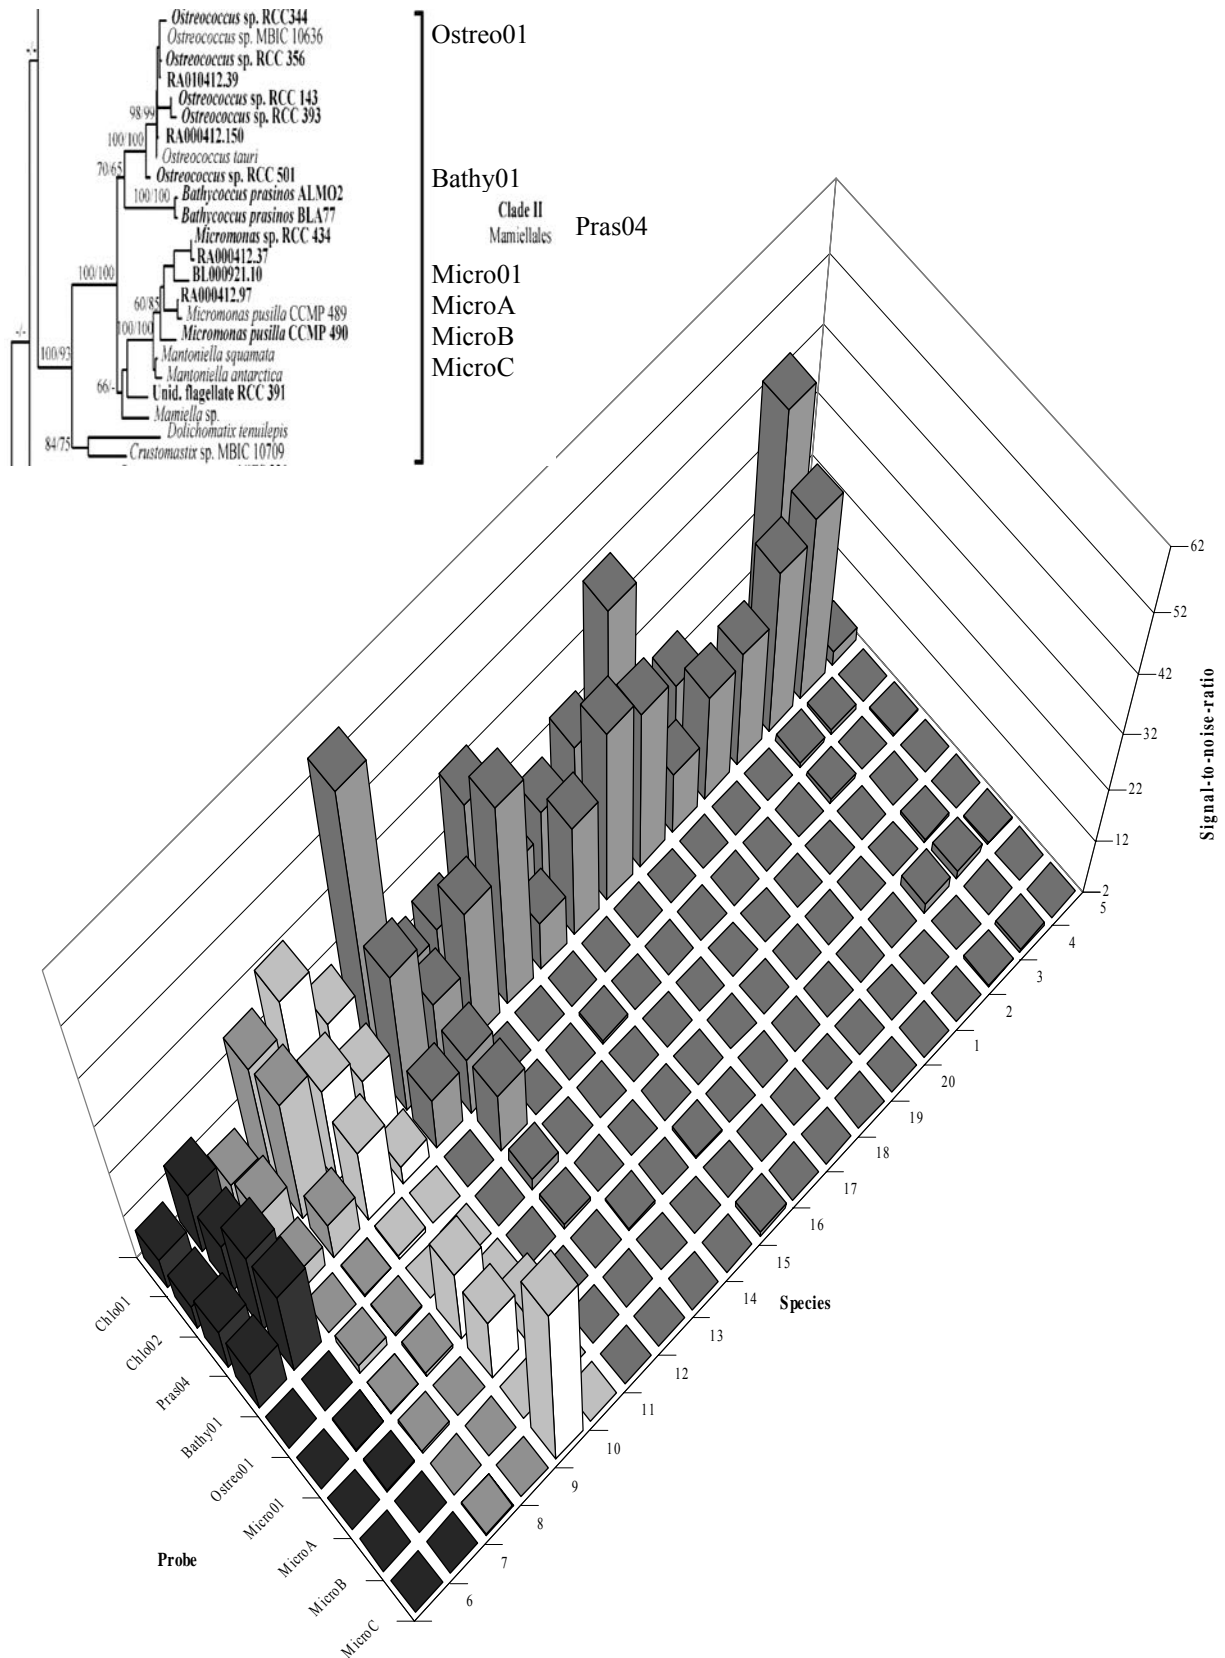 Ostreococcus sp. RCC344
Ostreococcus sp. MBIC 10636
Ostreococcus sp. RCC 356
RA010412.39
Ostreococcus sp. RCC 143
Ostreococcus sp. RCC 393
RA000412.150
Ostreococcus tauri
Ostreococcus sp. RCC 501
Bathycoccus prasinos ALMO2
Bathycoccus prasinos BLA77
Micromonas sp. RCC 434
RA000412.37
BL000921.10
RA000412.97
Micromonas pusilla CCMP 489
Micromonas pusilla CCMP 490
Mantoniella squamata
Mantoniella antarctica
Unid. flagellate RCC 391
Mamiella sp.
Dolichomatix tenuilepis
Crustomastix sp. MBIC 10709
-/-
98/99
100/100
70/65
100/100
100/100
60/85
100/100
-/-
100/93
66/-
84/75
Ostreo01
Bathy01
Clade II
Mamiellales
Pras04
Micro01
MicroA
MicroB
MicroC
62
52
42
32
22
12
2
Signal-to-noise-ratio
5
4
3
2
1
20
19
18
17
16
15
14
13
12
11
10
9
8
7
6
Species
Chlo01
Chlo02
Pras04
Bathy01
Ostreo01
Micro01
MicroA
MicroB
MicroC
Probe